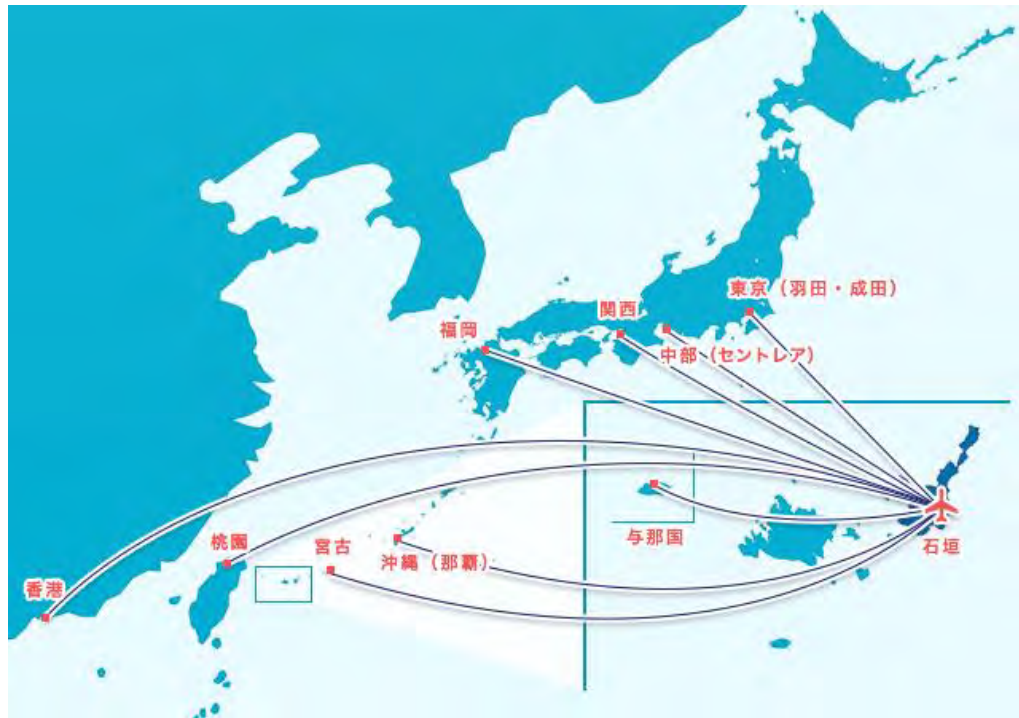 東京（羽田・成田）
関西
福岡
中部（セントレア）
与那国
石垣
桃園
宮古
沖縄（那覇）
香港